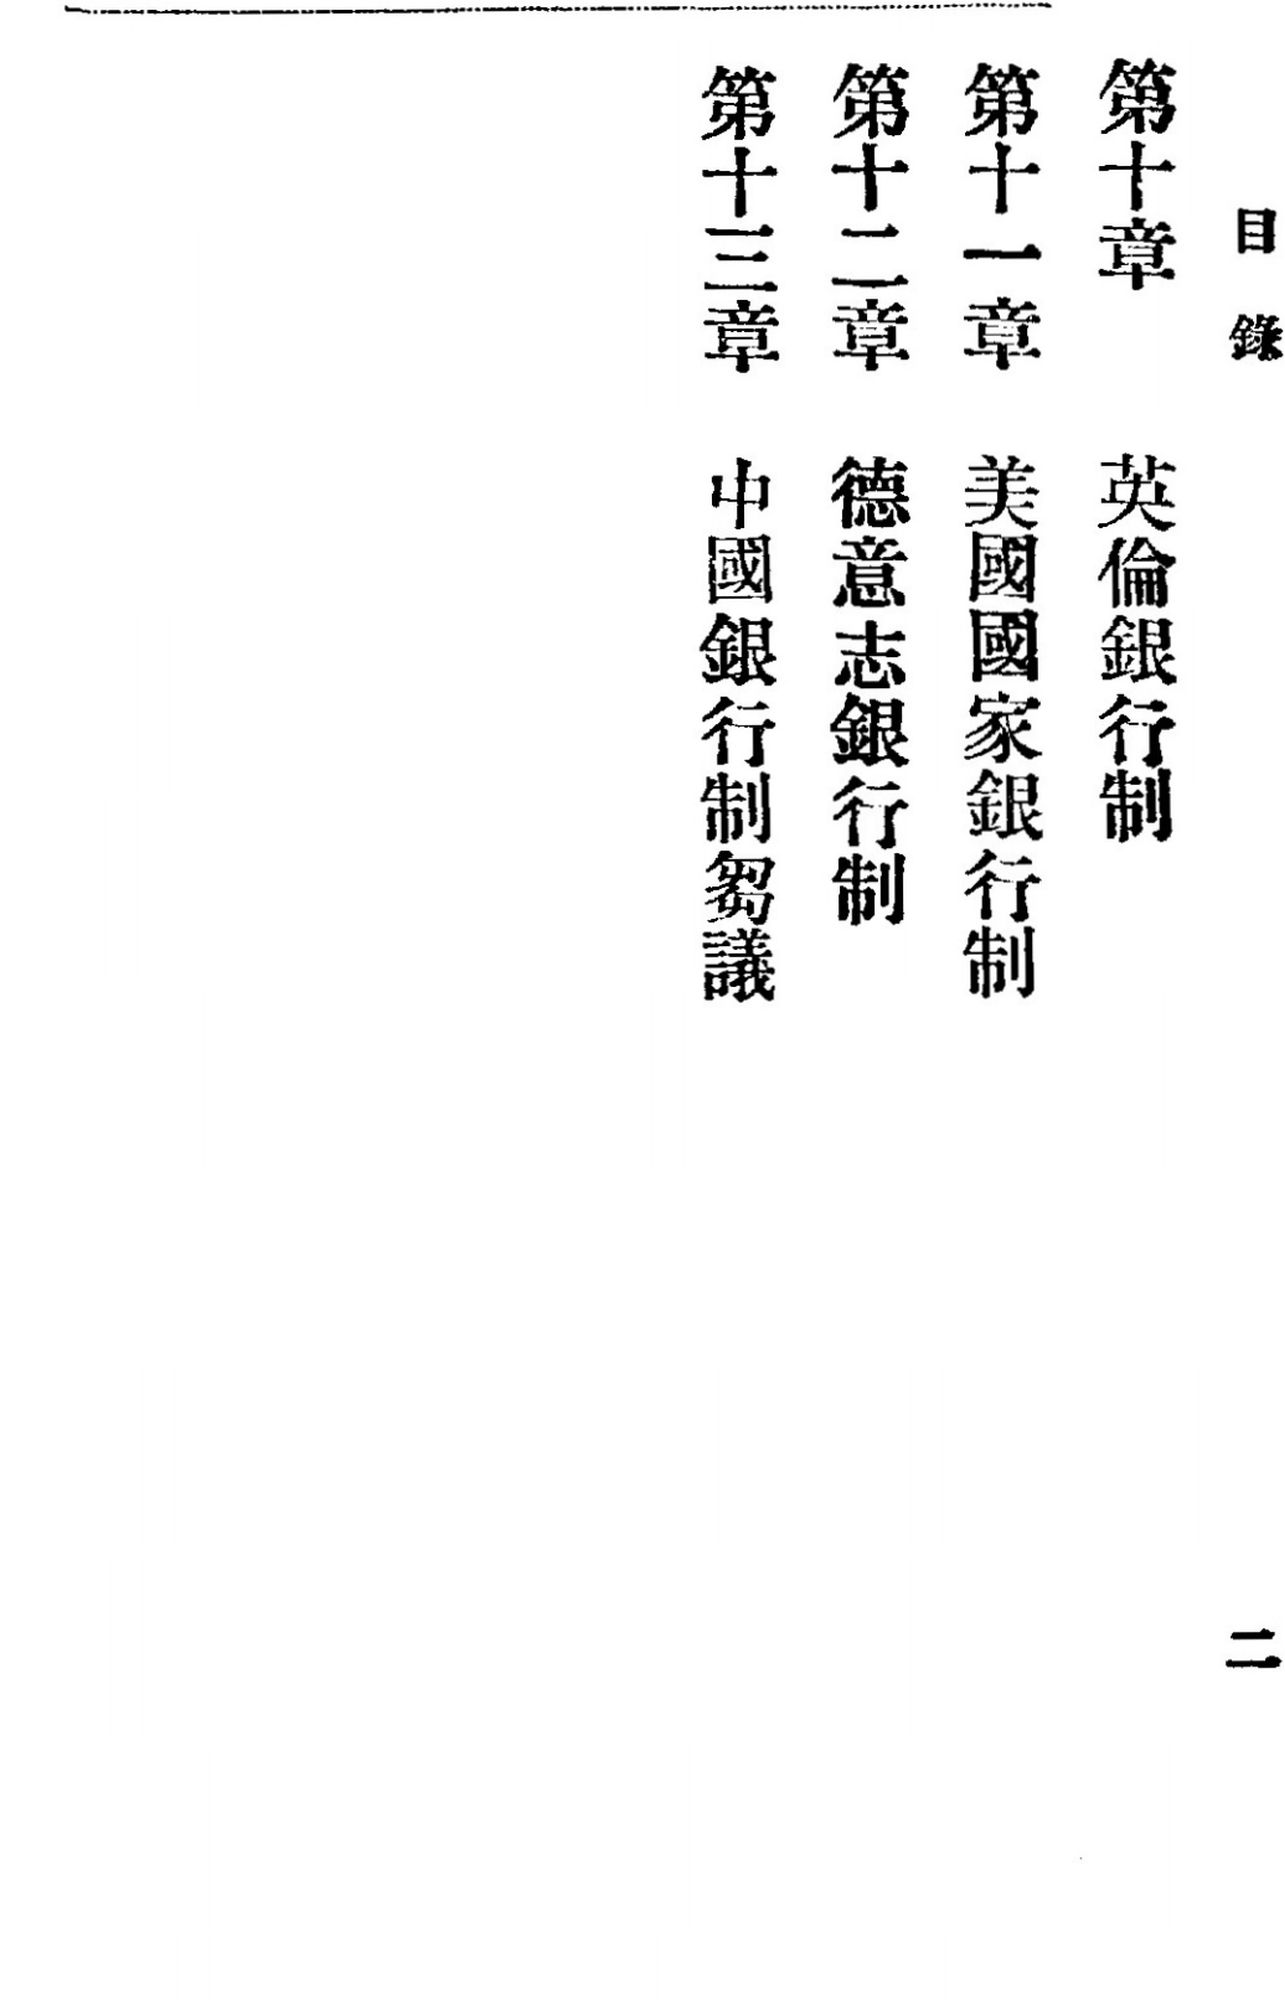 目錄
第十章 英倫銀行制
第十一章 美國國家銀行制
第十二章 德意志銀行制
第十三章 中國銀行制芻議
二